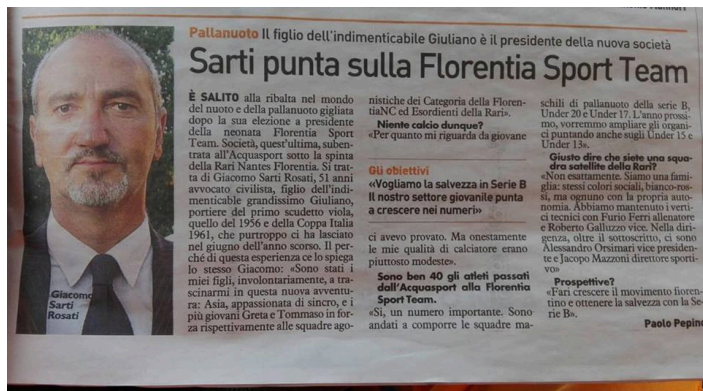 Pallanuoto Il figlio dell'indimenticabile Giuliano è il presidente della nuova società
Sarti punta sulla Florentia Sport Team
Giacomo
Sarti
Rosati
È SALITO alla ribalta nel mondo
del nuoto e della pallanuoto gigliata
dopo la sua elezione a presidente
della neonata Florentia Sport
Team. Società, quest'ultima, suben-
trata all'Acquasport sotto la spinta
della Rari Nantes Florentia. Si trat-
ta di Giacomo Sarti Rosati, 51 anni
avvocato civilista, figlio dell'indi-
menticabile grandissimo Giuliano,
portiere del primo scudetto viola,
quello del 1956 e della Coppa Italia
1961, che purtroppo ci ha lasciato
nel giugno dell'anno scorso. Il per-
ché di questa esperienza ce lo spiega
lo stesso Giacomo: «Sono stati i
miei figli, involontariamente, a tra-
scinarmi in questa nuova avventu-
ra: Asia, appassionata di sincro, e i
più giovani Greta e Tommaso in for-
za rispettivamente alle squadre ago-
nistiche dei Categoria della Floren-
tiaNC ed Esordienti della Rari».
Niente calcio dunque?
«Per quanto mi riguarda da giovane
Gli obiettivi
«Vogliamo la salvezza in Serie B
Il nostro settore giovanile punta
a crescere nei numeri»
ci avevo provato. Ma onestamente
le mie qualità di calciatore erano
piuttosto modeste».
Sono ben 40 gli atleti passati
dall'Acquasport alla Florentia
Sport Team.
«Sì, un numero importante. Sono
andati a comporre le squadre ma-
schili di pallanuoto della serie B,
Under 20 e Under 17. L'anno prossi-
mo, vorremmo ampliare gli organi-
ci puntando anche sugli Under 15 e
Under 13».
Giusto dire che siete una squa-
dra satellite della Rari?
«Non esattamente. Siamo una fami-
glia: stessi colori sociali, bianco-ros-
si, ma ognuno con la propria auto-
nomia. Abbiamo mantenuto i verti-
ci tecnici con Furio Ferri allenatore
e Roberto Galluzzo vice. Nella diri-
genza, oltre il sottoscritto, ci sono
Alessandro Orsimari vice presiden-
te e Jacopo Mazzoni direttore sporti-
vo»
Prospettive?
«Fari crescere il movimento fioren-
tino e ottenere la salvezza con la Se-
rie B».
Paolo Pepino